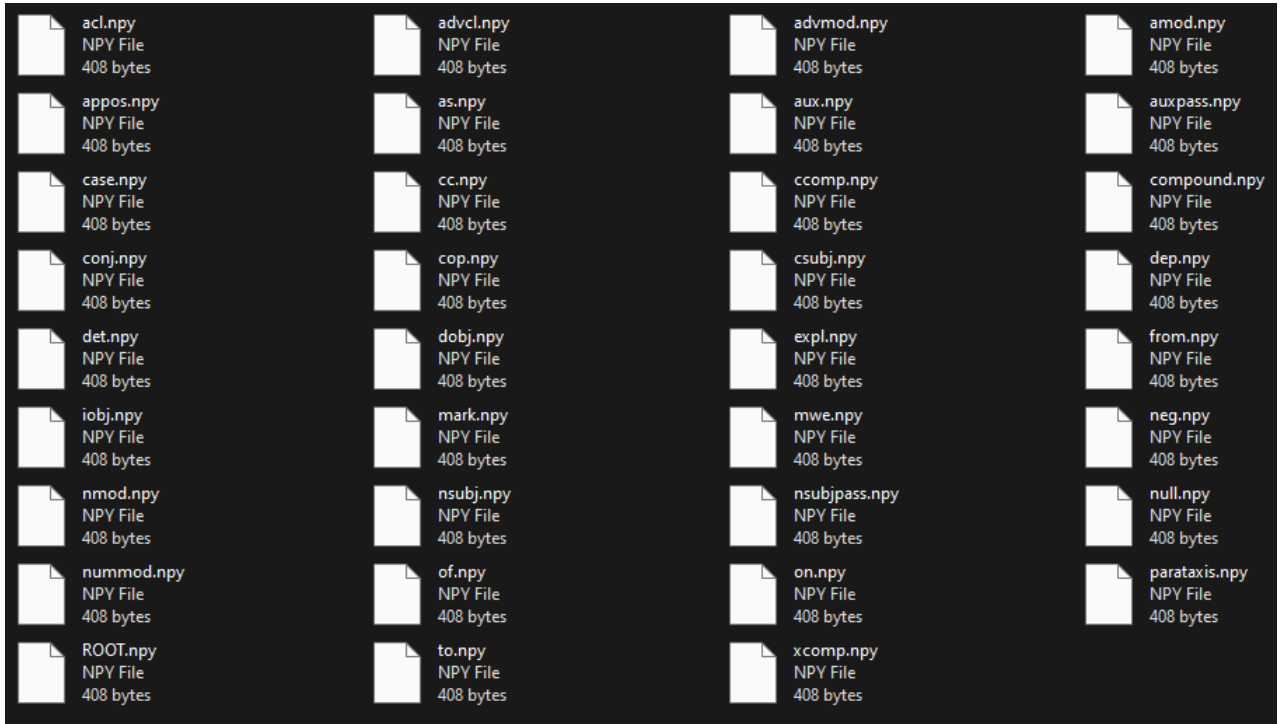 acl.npy
NPY File
408 bytes
advcl.npy
NPY File
408 bytes
advmod.npy
NPY File
408 bytes
amod.npy
NPY File
408 bytes
appos.npy
NPY File
408 bytes
as.npy
NPY File
408 bytes
aux.npy
NPY File
408 bytes
auxpass.npy
NPY File
408 bytes
case.npy
NPY File
408 bytes
cc.npy
NPY File
408 bytes
ccomp.npy
NPY File
408 bytes
compound.npy
NPY File
408 bytes
conj.npy
NPY File
408 bytes
cop.npy
NPY File
408 bytes
csubj.npy
NPY File
408 bytes
dep.npy
NPY File
408 bytes
det.npy
NPY File
408 bytes
dobj.npy
NPY File
408 bytes
expl.npy
NPY File
408 bytes
from.npy
NPY File
408 bytes
iobj.npy
NPY File
408 bytes
mark.npy
NPY File
408 bytes
mwe.npy
NPY File
408 bytes
neg.npy
NPY File
408 bytes
nmod.npy
NPY File
408 bytes
nsubj.npy
NPY File
408 bytes
nsubjpass.npy
NPY File
408 bytes
null.npy
NPY File
408 bytes
nummod.npy
NPY File
408 bytes
of.npy
NPY File
408 bytes
on.npy
NPY File
408 bytes
parataxis.npy
NPY File
408 bytes
ROOT.npy
NPY File
408 bytes
to.npy
NPY File
408 bytes
xcomp.npy
NPY File
408 bytes